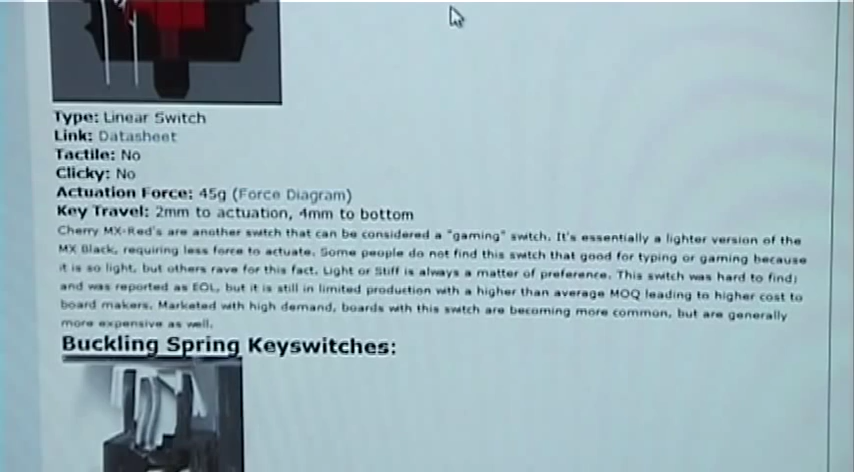 Type: Linear Switch
Link: Datasheet
Tactile: No
Clicky: No
Actuation Force: 45g (Force Diagram)
Key Travel: 2mm to actuation, 4mm to bottom
Cherry MX-Red's are another switch that can be considered a "gaming" switch. It's essentially a lighter version of the
MX Black, requiring less force to actuate. Some people do not find this switch that good for typing or gaming because
it is so light, but others rave for this fact. Light or Stiff is always a matter of preference. This switch was hard to find;
and was reported as EOL, but it is still in limited production with a higher than average MOQ leading to higher cost to
board makers. Marketed with high demand, boards with this switch are becoming more common, but are generally
more expensive as well.
Buckling Spring Keyswitches: